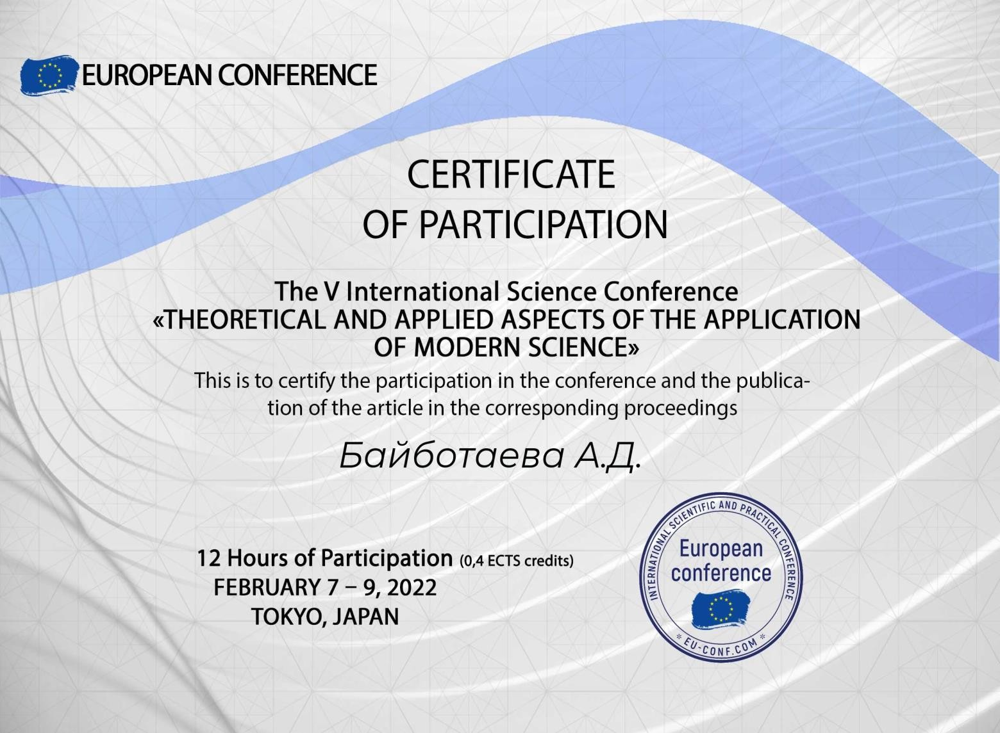 EUROPEAN CONFERENCE
CERTIFICATE
OF PARTICIPATION
The V International Science Conference
«THEORETICAL AND APPLIED ASPECTS OF THE APPLICATION
OF MODERN SCIENCE»
This is to certify the participation in the conference and the publica-
tion of the article in the corresponding proceedings
Байботаева А.Д.
12 Hours of Participation (0,4 ECTS credits)
FEBRUARY 7 – 9, 2022
TOKYO, JAPAN
INTERNATIONAL SCIENTIFIC AND PRACTICAL CONFERENCE
European
conference
* EU-CONF.COM *